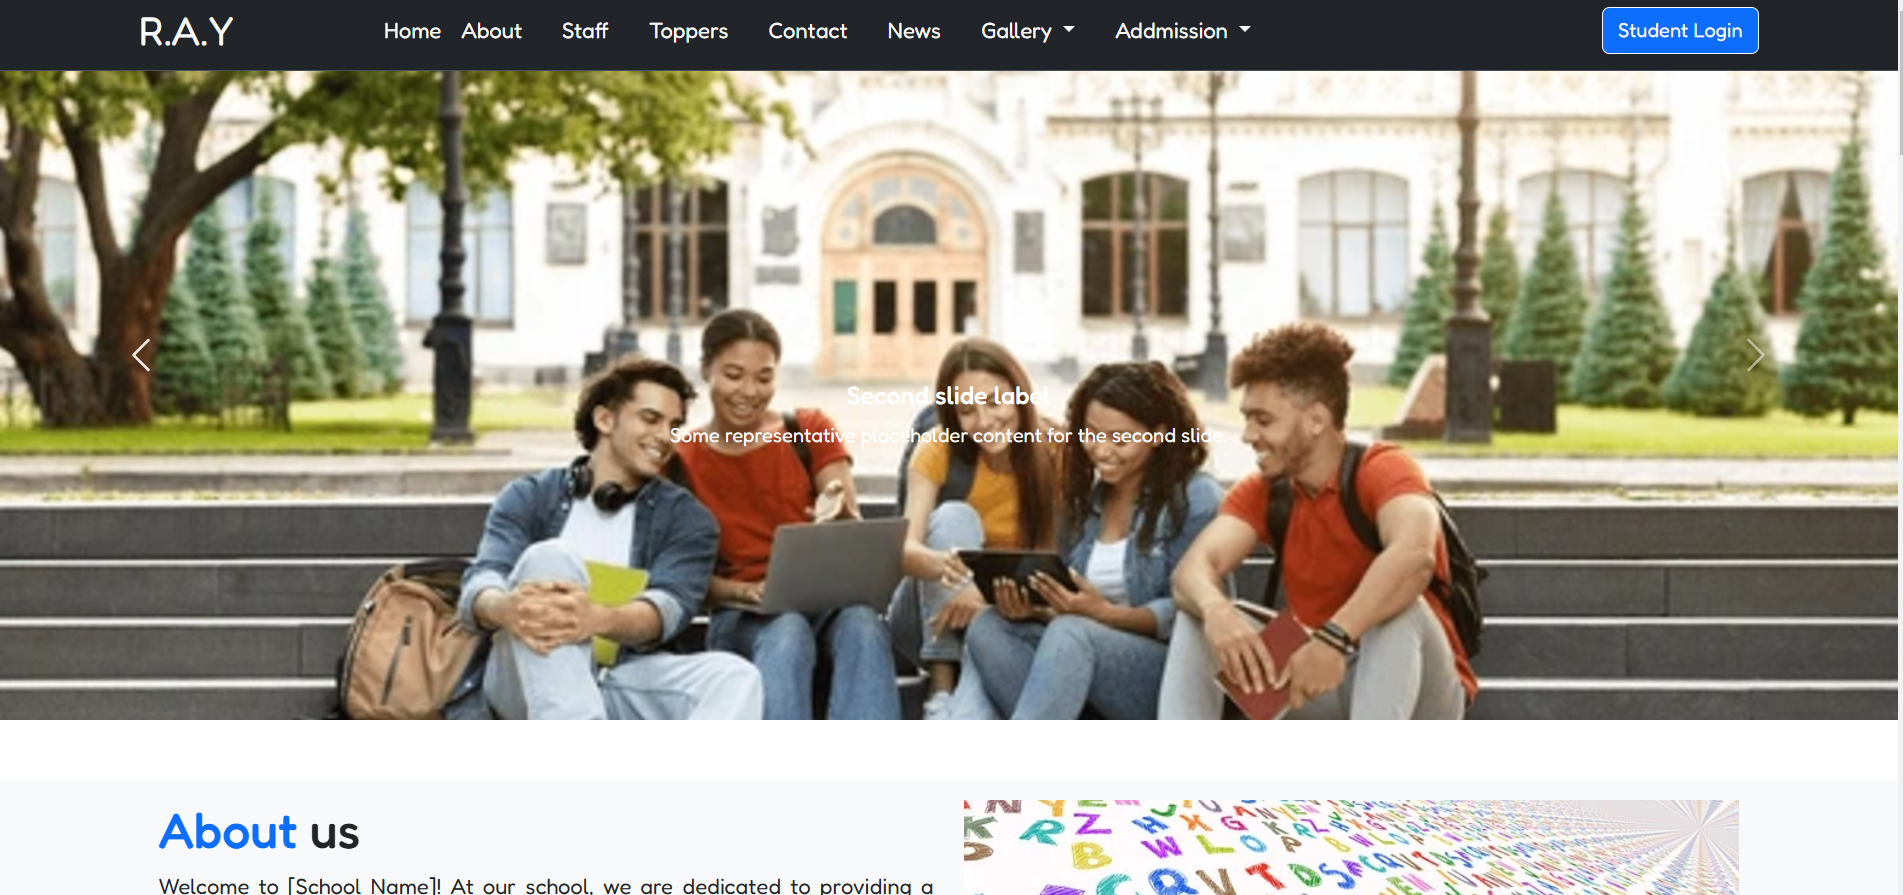 R.A.Y
Home About Staff Toppers Contact News Gallery Addmission
Student Login
Second slide label
Some representative placeholder content for the second slide.
About us
Welcome to [School Name]! At our school, we are dedicated to providing a